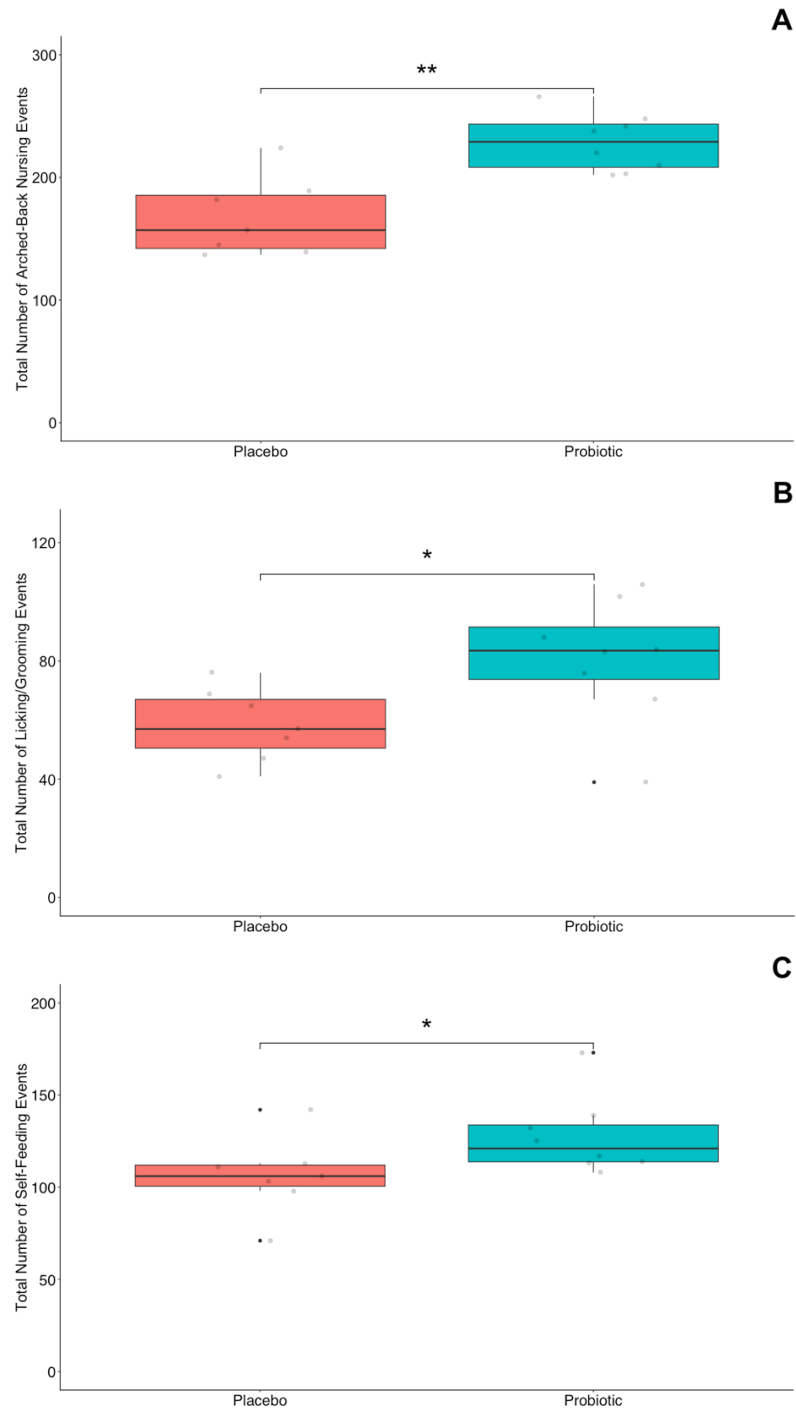 A
Total Number of Arched-Back Nursing Events
300
200
100
0
**
Placebo
Probiotic
B
Total Number of Licking/Grooming Events
120
80
40
0
*
Placebo
Probiotic
C
Total Number of Self-Feeding Events
200
150
100
50
0
*
Placebo
Probiotic